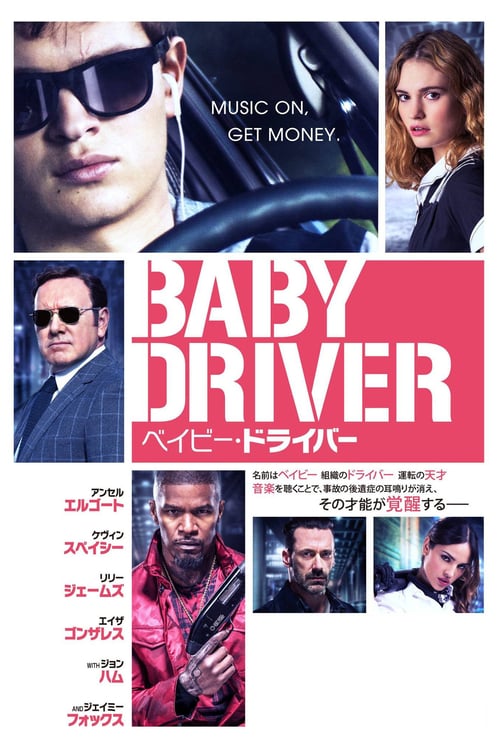 MUSIC ON,
GET MONEY.
BABY
DRIVER
ベイビー・ドライバー
名前はベイビー 組織のドライバー 運転の天才
音楽を聴くことで、事故の後遺症の耳鳴りが消え、
その才能が覚醒する──
アンセル
エルゴート
ケヴィン
スペイシー
リリー
ジェームズ
エイザ
ゴンザレス
WITH ジョン
ハム
AND ジェイミー
フォックス